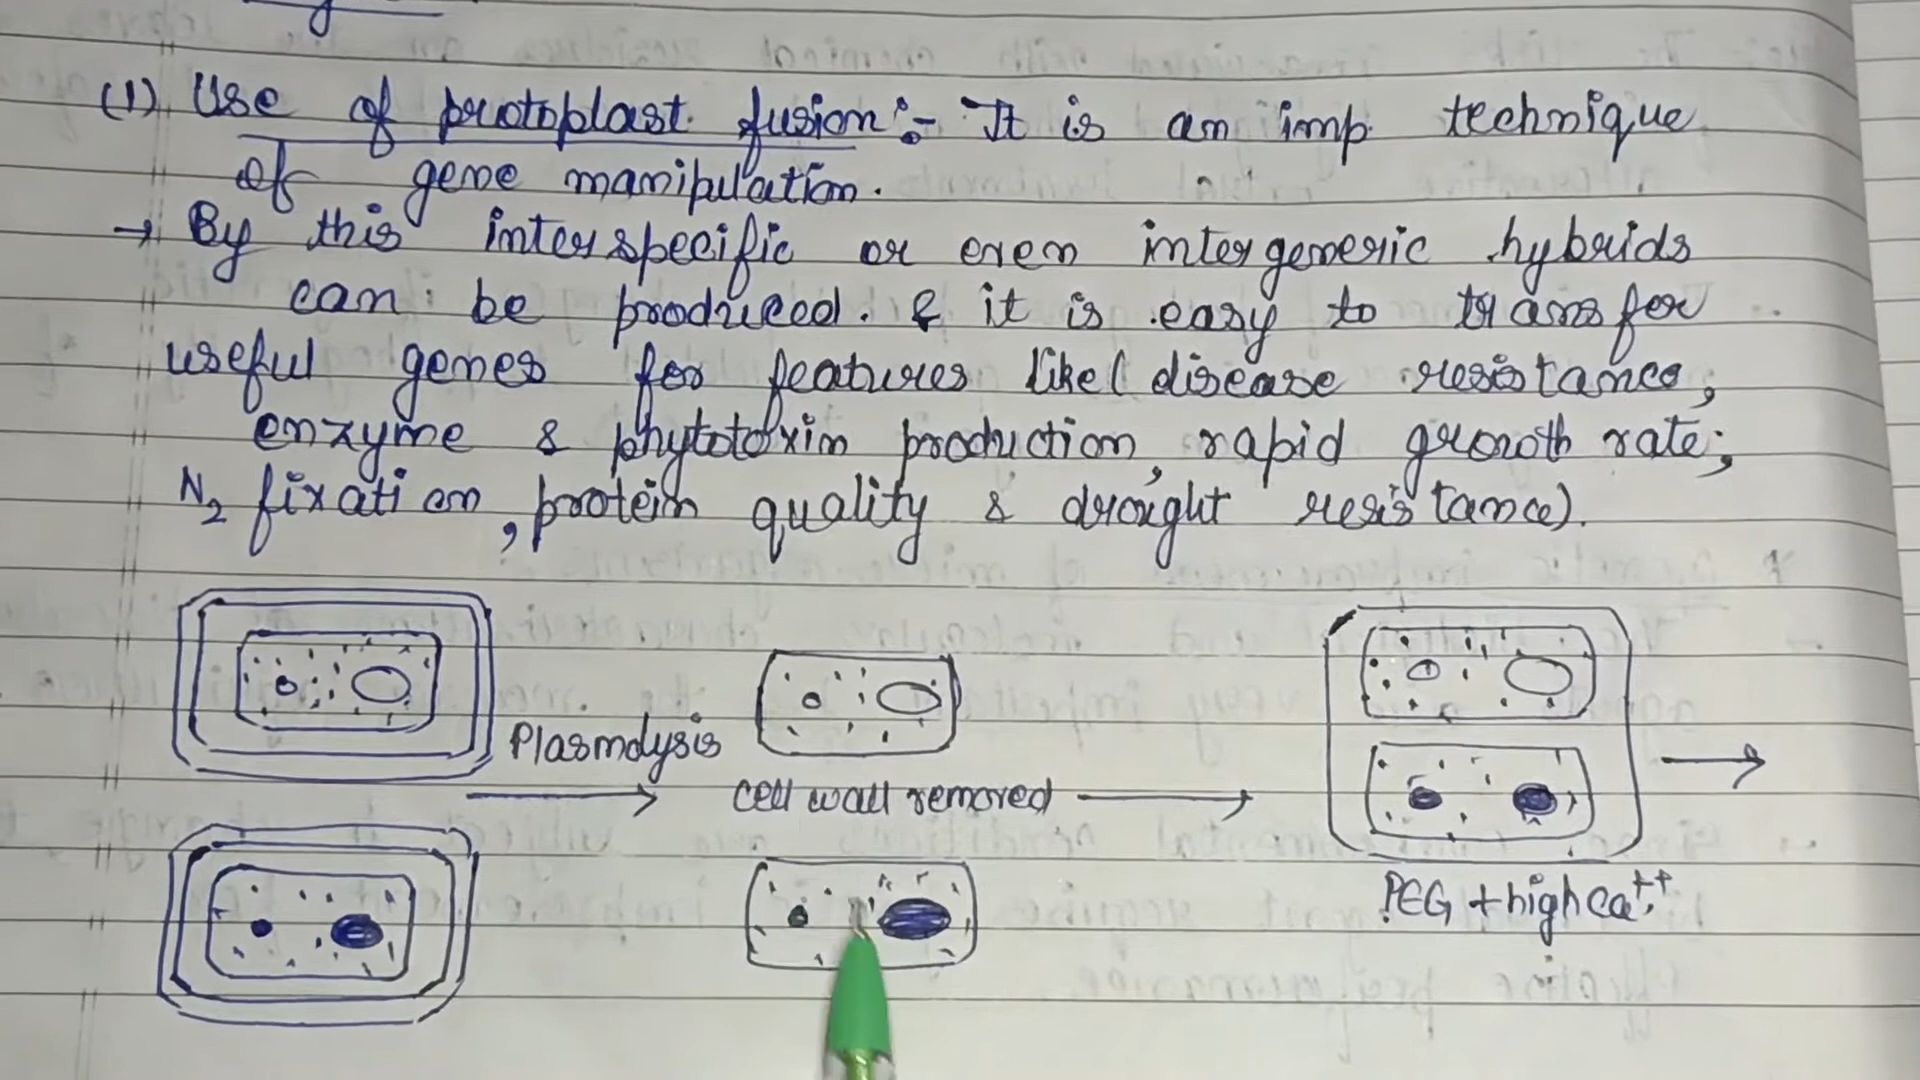 (1) Use of protoplast fusion :- It is an imp. technique
of gene manipulation.
→ By this interspecific or even intergeneric hybrids
can be produced. & it is easy to transfer
useful genes for features like (disease resistance,
enzyme & phytotoxin production, rapid growth rate,
N2 fixation, protein quality & drought resistance).
Plasmolysis
cell wall removed
PEG + high Ca++